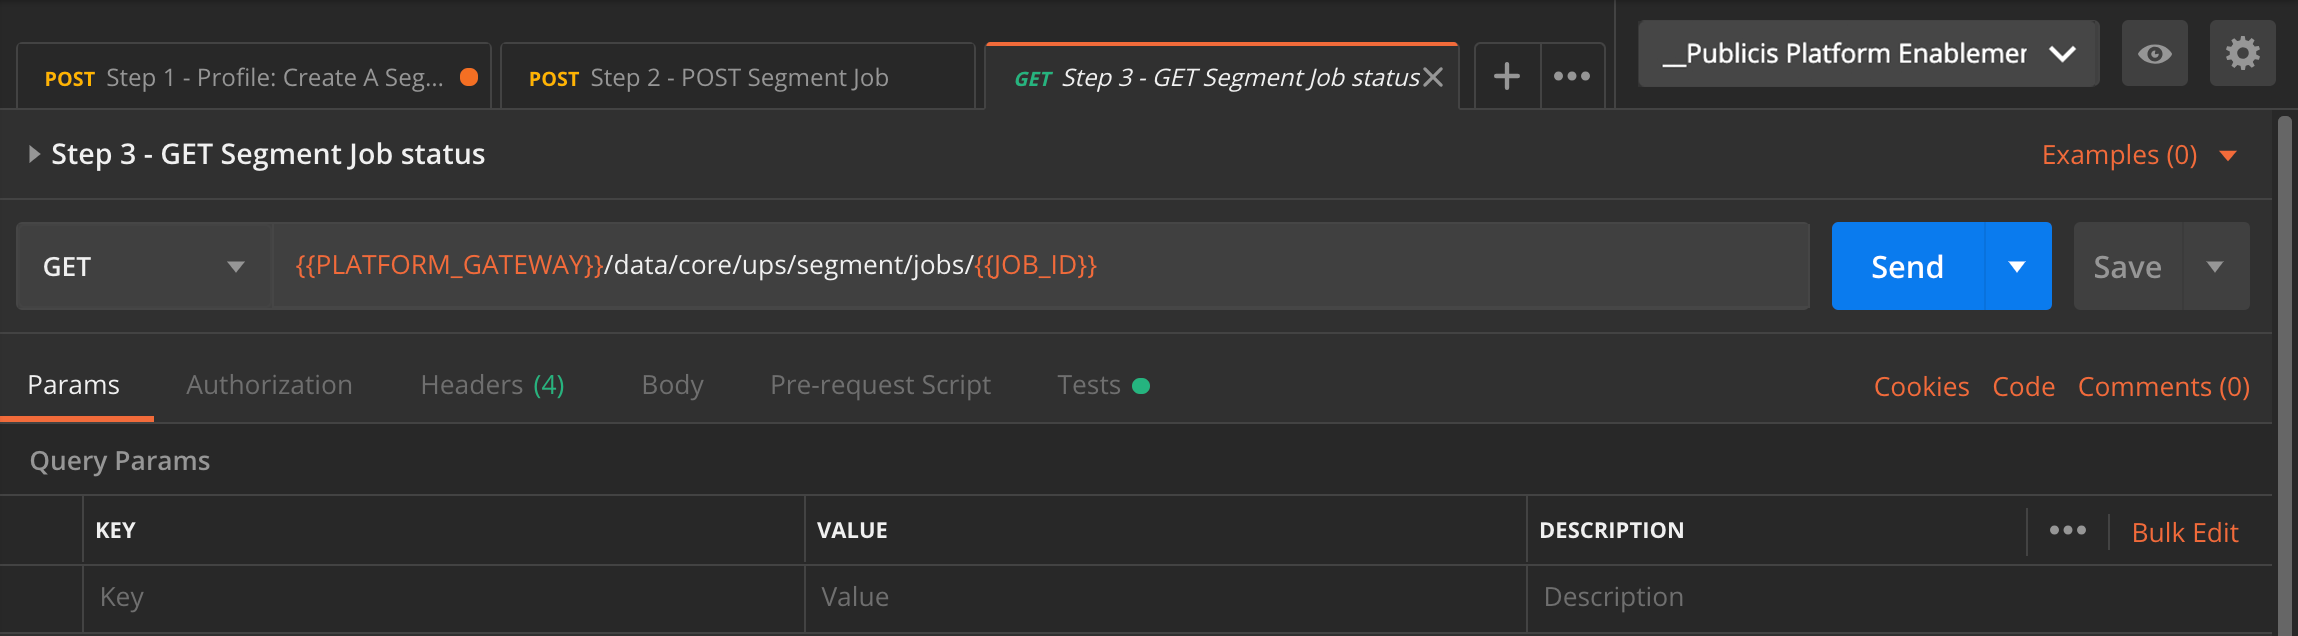 POST Step 1 - Profile: Create A Seg...
POST Step 2 - POST Segment Job
GET Step 3 - GET Segment Job status
__Publicis Platform Enablemer
Step 3 - GET Segment Job status
Examples (0)
GET
{{PLATFORM_GATEWAY}}/data/core/ups/segment/jobs/{{JOB_ID}}
Send
Save
Params
Authorization
Headers (4)
Body
Pre-request Script
Tests
Cookies
Code
Comments (0)
Query Params
KEY
VALUE
DESCRIPTION
Bulk Edit
Key
Value
Description